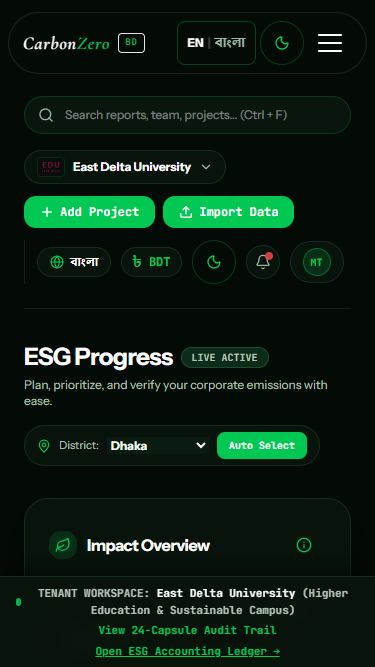 CarbonZero BD EN | বাংলা
Search reports, team, projects... (Ctrl + F)
EDU East Delta University
Add Project Import Data
বাংলা ৳ BDT MT
ESG Progress LIVE ACTIVE
Plan, prioritize, and verify your corporate emissions with
ease.
District: Dhaka Auto Select
Impact Overview
TENANT WORKSPACE: East Delta University (Higher
Education & Sustainable Campus)
View 24-Capsule Audit Trail
Open ESG Accounting Ledger →